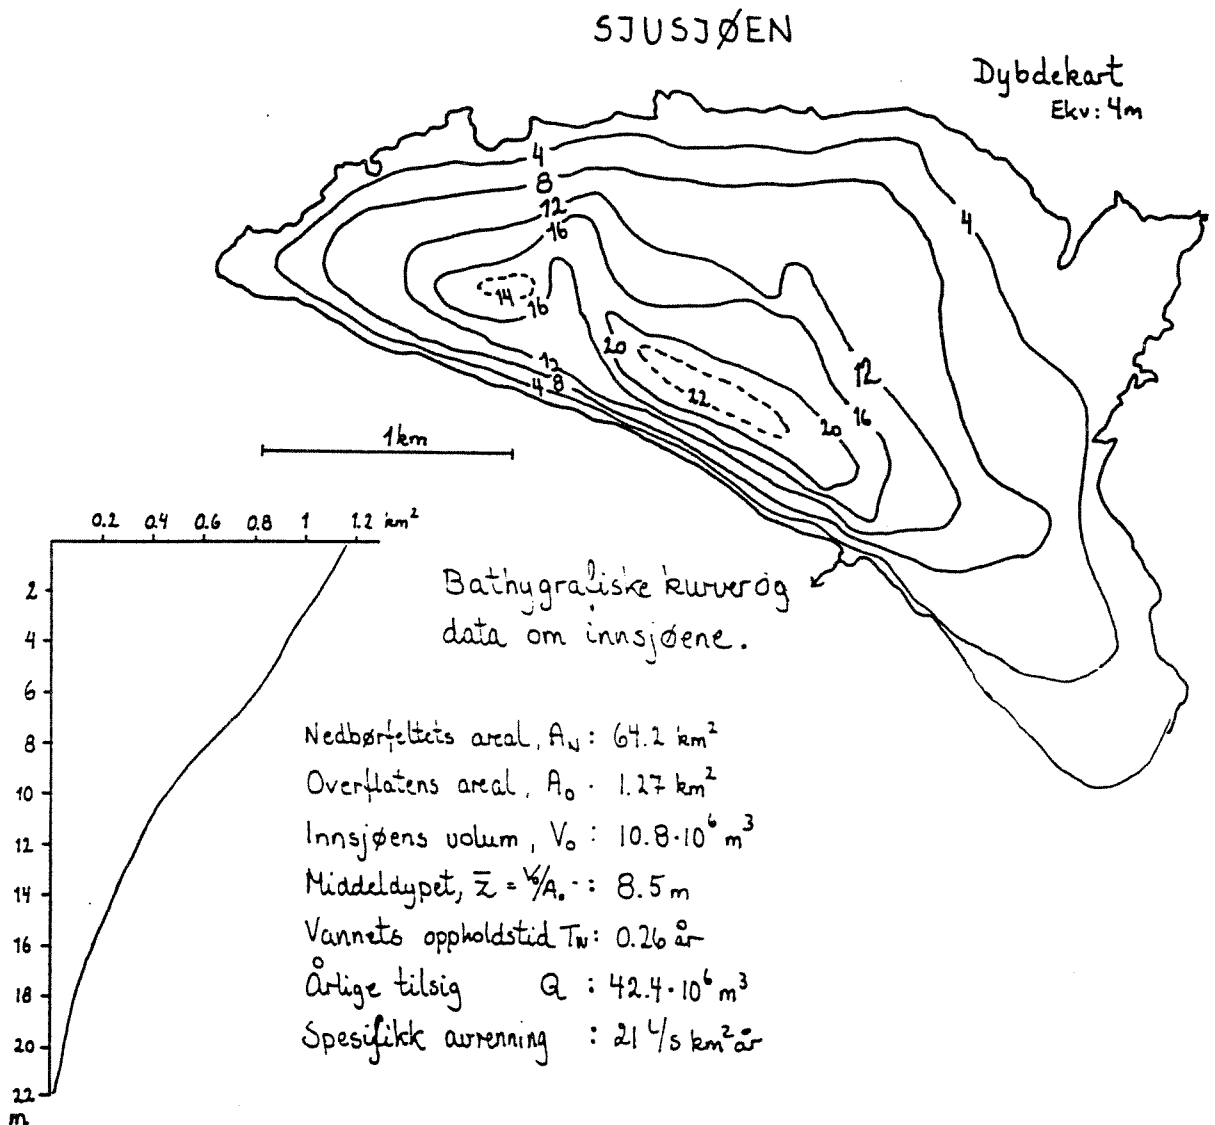 SJUSJØEN
Dybdekart
Ekv: 4m
4
8
12
16
4
14
16
20
12
4 8
22
12
20
16
1 km
0.2 0.4 0.6 0.8 1 1.2 km²
2
4
6
8
10
12
14
16
18
20
22
m
Bathygrafiske kurver og
data om innsjøene.
Nedbørfeltets areal, A_N : 64.2 km²
Overflatens areal, A_o · 1.27 km²
Innsjøens volum, V_o : 10.8·10⁶ m³
Middeldypet, z̄ = V_o/A_o - : 8.5 m
Vannets oppholdstid T_N : 0.26 år
Årlige tilsig Q : 42.4·10⁶ m³
Spesifikk avrenning : 21 L/s km² år